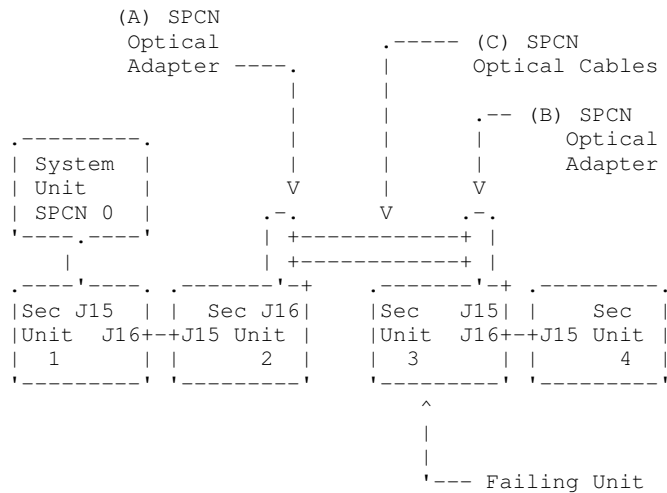 (A) SPCN
Optical
Adapter
(C) SPCN
Optical Cables
(B) SPCN
Optical
Adapter
System
Unit
SPCN 0
Sec J15
Unit J16
1
Sec J16
J15 Unit
2
Sec J15
Unit J16
3
Sec
J15 Unit
4
V
V
V
Failing Unit